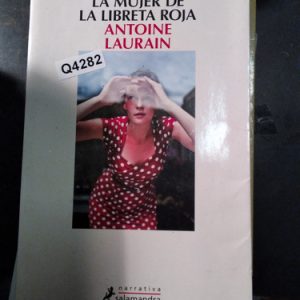 LA MUJER DE
LA LIBRETA ROJA
ANTOINE
LAURAIN
Q4282
narrativa
salamandra